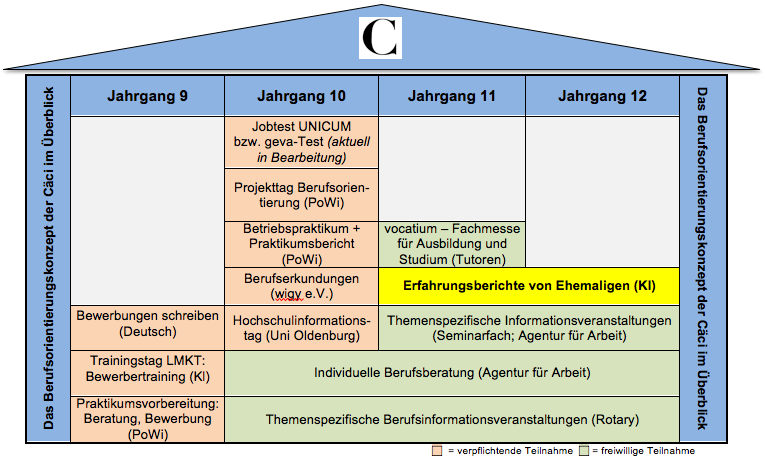 C
Das Berufsorientierungskonzept der Cäci im Überblick
Jahrgang 9
Jahrgang 10
Jahrgang 11
Jahrgang 12
Das Berufsorientierungskonzept der Cäci im Überblick
Jobtest UNICUM
bzw. geva-Test (aktuell
in Bearbeitung)
Projekttag Berufsorien-
tierung (PoWi)
Betriebspraktikum +
Praktikumsbericht
(PoWi)
vocatium – Fachmesse
für Ausbildung und
Studium (Tutoren)
Berufserkundungen
(wigy e.V.)
Erfahrungsberichte von Ehemaligen (Kl)
Bewerbungen schreiben
(Deutsch)
Hochschulinformations-
tag (Uni Oldenburg)
Themenspezifische Informationsveranstaltungen
(Seminarfach; Agentur für Arbeit)
Trainingstag LMKT:
Bewerbertraining (Kl)
Individuelle Berufsberatung (Agentur für Arbeit)
Praktikumsvorbereitung:
Beratung, Bewerbung
(PoWi)
Themenspezifische Berufsinformationsveranstaltungen (Rotary)
= verpflichtende Teilnahme
= freiwillige Teilnahme